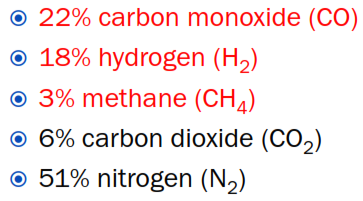 22% carbon monoxide (CO)
18% hydrogen (H₂)
3% methane (CH₄)
6% carbon dioxide (CO₂)
51% nitrogen (N₂)